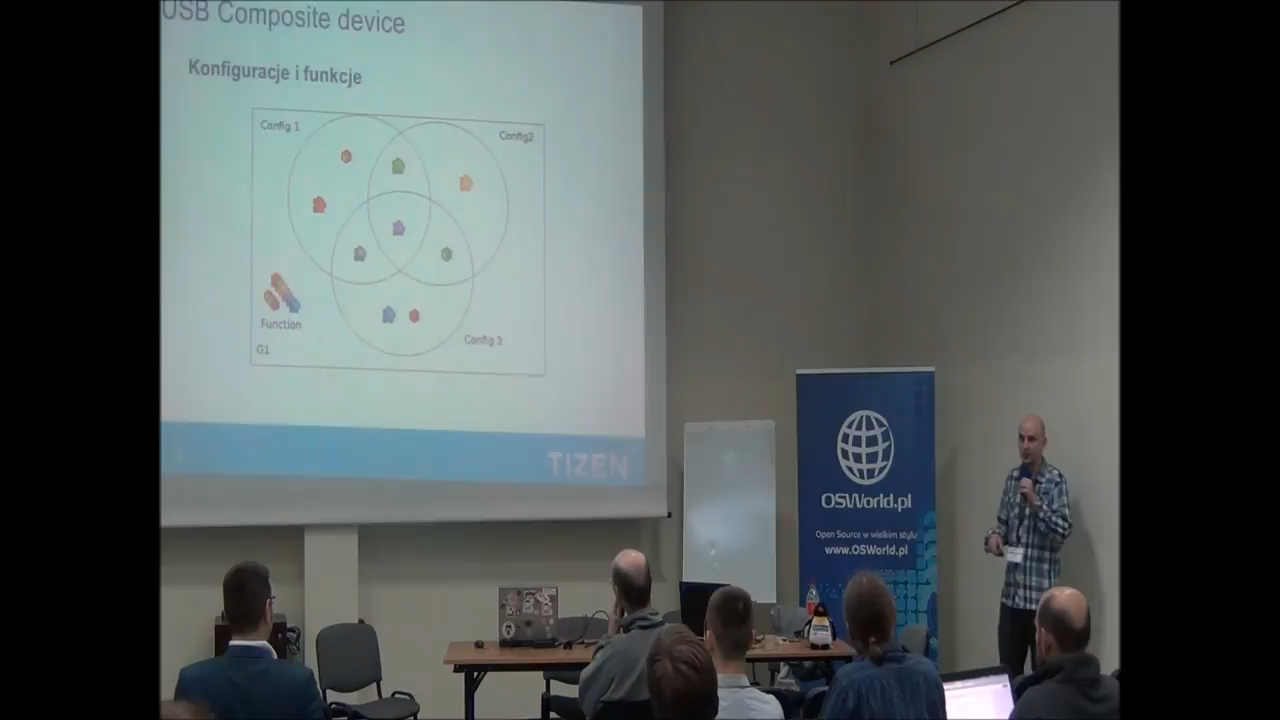 USB Composite device
Konfiguracje i funkcje
Config 1
Config2
Function
G1
Config 3
TIZEN
OSWorld.pl
Open Source w wielkim stylu
www.OSWorld.pl